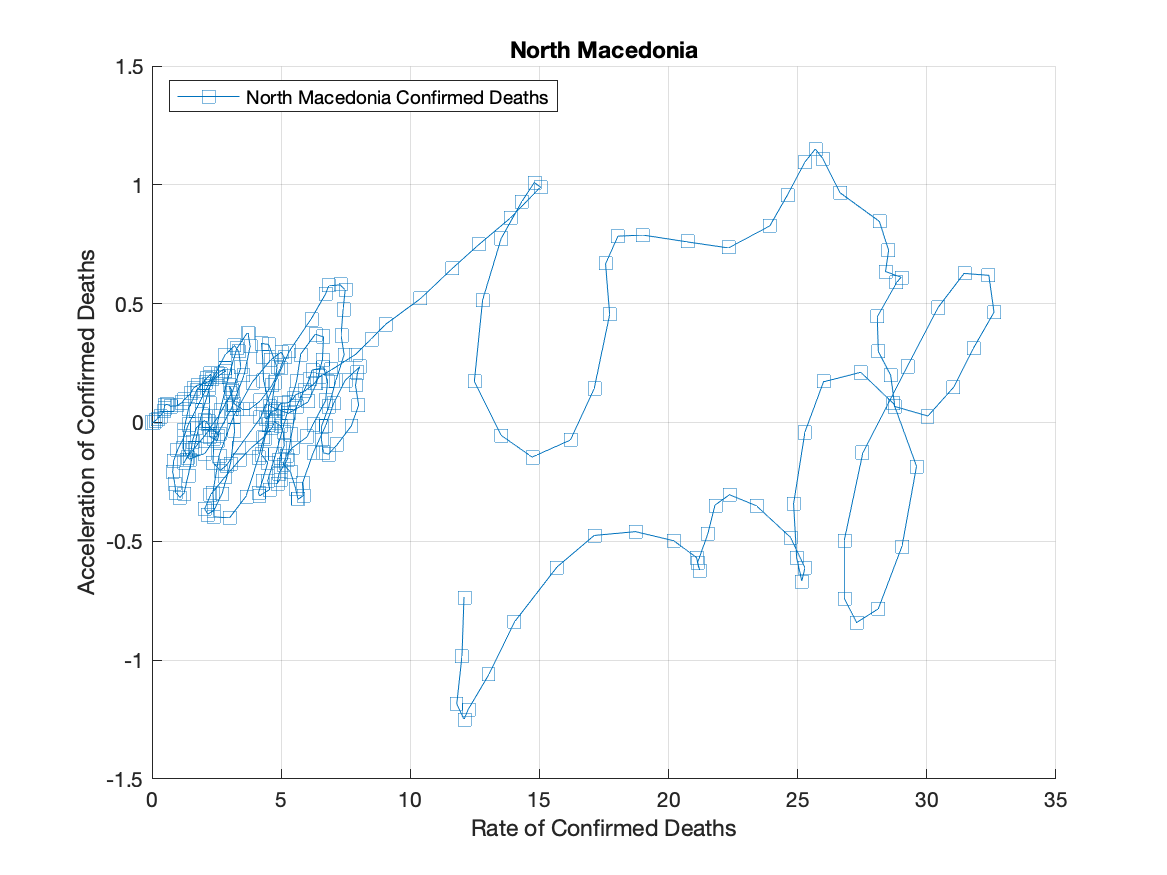 North Macedonia
North Macedonia Confirmed Deaths
Acceleration of Confirmed Deaths
1.5
1
0.5
0
-0.5
-1
-1.5
0 5 10 15 20 25 30 35
Rate of Confirmed Deaths